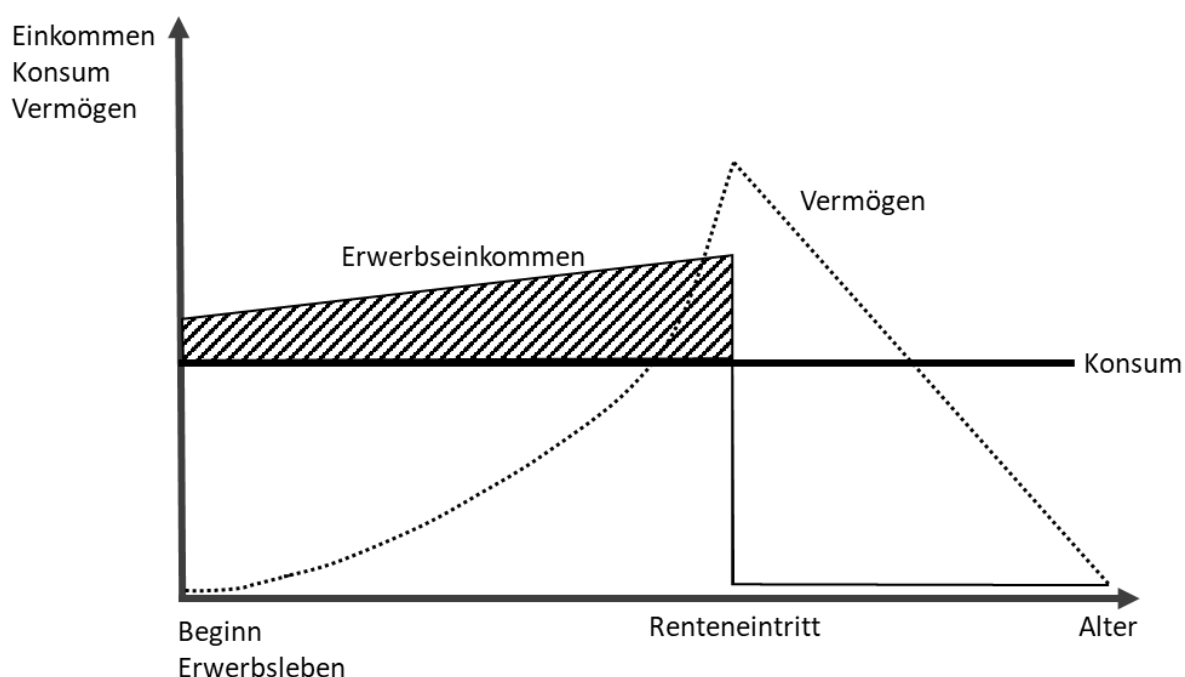 Einkommen
Konsum
Vermögen
Vermögen
Erwerbseinkommen
Konsum
Beginn
Erwerbsleben
Renteneintritt
Alter